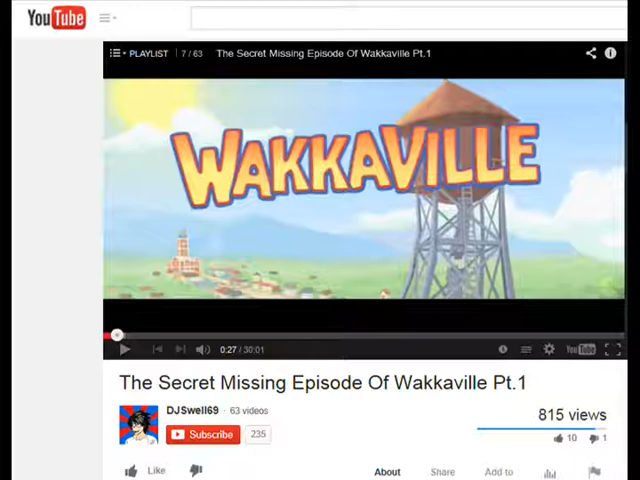 YouTube
PLAYLIST 7 / 63 The Secret Missing Episode Of Wakkaville Pt.1
WAKKAVILLE
0:27 / 30:01 YouTube
The Secret Missing Episode Of Wakkaville Pt.1
DJSwell69 · 63 videos
815 views
Subscribe 235
10 1
Like About Share Add to